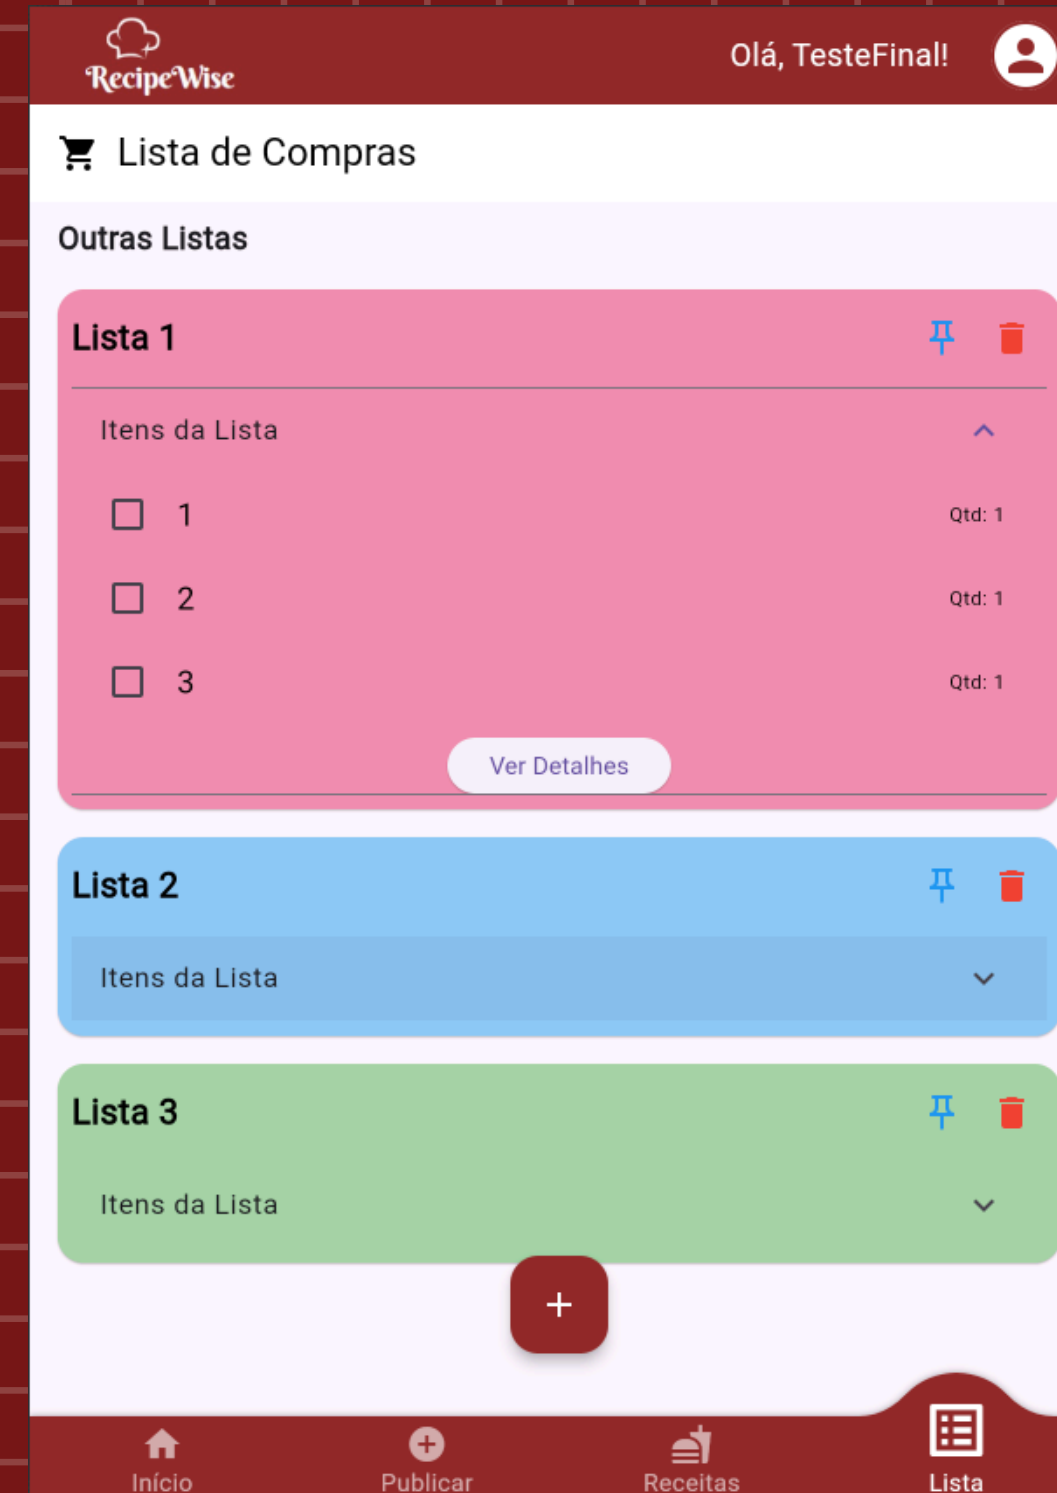 RecipeWise
Olá, TesteFinal!
Lista de Compras
Outras Listas
Lista 1
Itens da Lista
1 Qtd: 1
2 Qtd: 1
3 Qtd: 1
Ver Detalhes
Lista 2
Itens da Lista
Lista 3
Itens da Lista
+
Início Publicar Receitas Lista